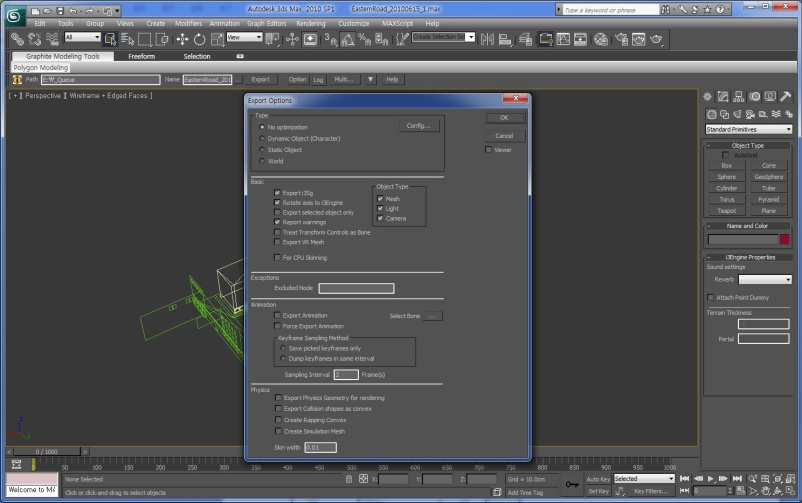 Autodesk 3ds Max 2010 SP1 EasternRoad_20100615_1.max
Type a keyword or phrase
Edit Tools Group Views Create Modifiers Animation Graph Editors Rendering Customize MAXScript Help
All View Create Selection Se
Graphite Modeling Tools Freeform Selection
Polygon Modeling
Path E:\_Queue Name EasternRoad_201 ... Export Option Log Multi... Help
[ + ][ Perspective ][ Wireframe + Edged Faces ]
Export Options
Type
No optimization
Dynamic Object (Character)
Static Object
World
Config...
OK
Cancel
Viewer
Basic
Export i3Sg
Rotate axis to i3Engine
Export selected object only
Report warnings
Treat Transform Controls as Bone
Export VR Mesh
For CPU Skinning
Object Type
Mesh
Light
Camera
Exceptions
Excluded Node
Animation
Export Animation
Force Export Animation
Select Bone ...
Keyframe Sampling Method
Save picked keyframes only
Dump keyframes in same interval
Sampling Interval 2 Frame(s)
Physics
Export Physics Geometry for rendering
Export Collision shapes as convex
Create Rapping Convex
Create Simulation Mesh
Skin width 0.01
Standard Primitives
- Object Type
AutoGrid
Box Cone
Sphere GeoSphere
Cylinder Tube
Torus Pyramid
Teapot Plane
- Name and Color
- i3Engine Properties
Sound settings
Reverb
Attach Point Dummy
Terrain Thickness
Portal
z
x
< 0 / 1000 >
0 50 100 150 200 250 300 350 400 450 500 550 600 650 700 750 800 850 900 950 1000
None Selected X: Y: Z: Grid = 10.0cm Auto Key Selected
Welcome to MA Click or click-and-drag to select objects Add Time Tag Set Key Key Filters... 0